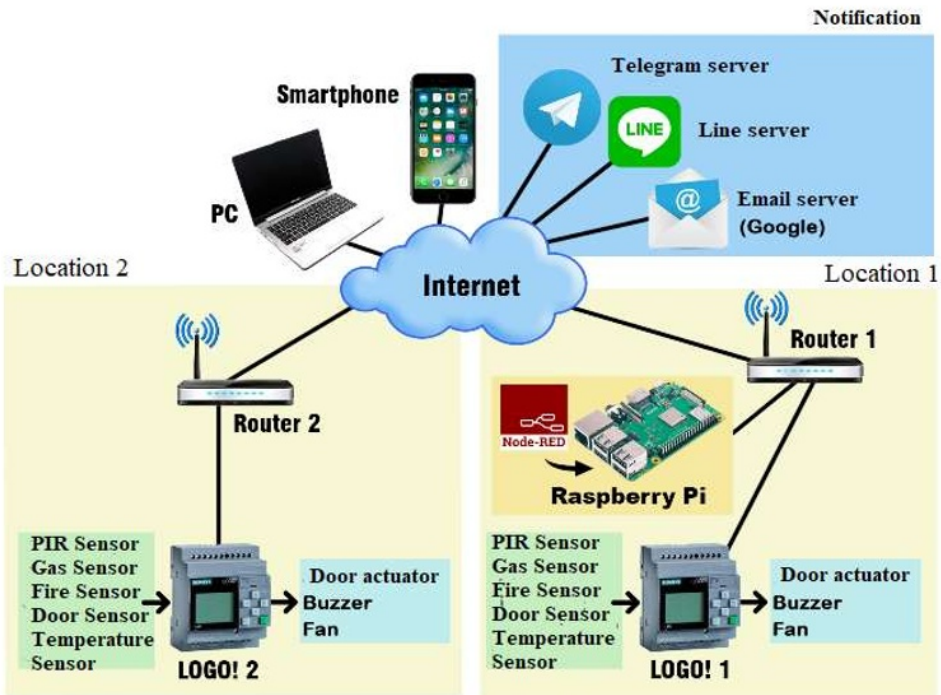 Notification
Telegram server
Smartphone
LINE
Line server
PC
@
Email server
(Google)
Location 2
Internet
Location 1
Router 1
Router 2
Node-RED
Raspberry Pi
PIR Sensor
Gas Sensor
Fire Sensor
Door Sensor
Temperature
Sensor
SIEMENS
LOGO! 2
Door actuator
Buzzer
Fan
PIR Sensor
Gas Sensor
Fire Sensor
Door Sensor
Temperature
Sensor
SIEMENS
LOGO! 1
Door actuator
Buzzer
Fan